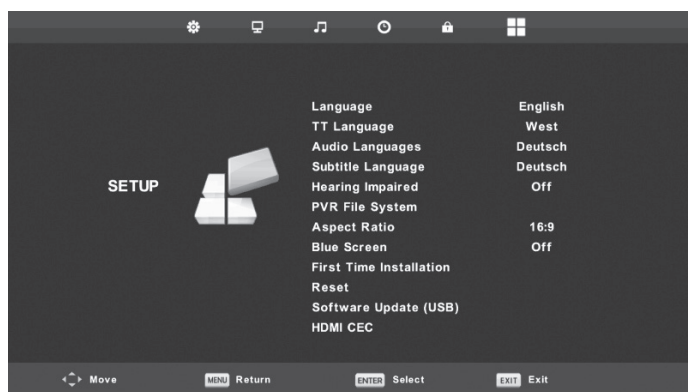 Language English
TT Language West
Audio Languages Deutsch
Subtitle Language Deutsch
SETUP
Hearing Impaired Off
PVR File System
Aspect Ratio 16:9
Blue Screen Off
First Time Installation
Reset
Software Update (USB)
HDMI CEC
Move MENU Return ENTER Select EXIT Exit